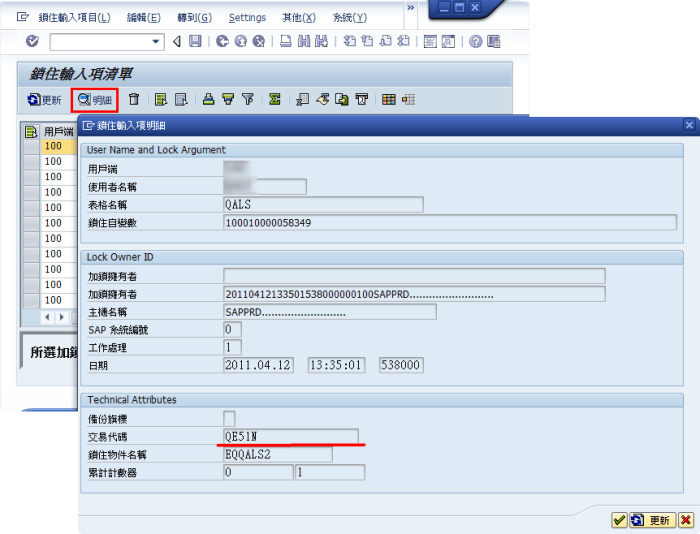 鎖住輸入項目(L) 編輯(E) 轉到(G) Settings 其他(X) 系統(Y)
»
鎖住輸入項清單
更新 明細
用戶端
100
100
100
100
100
100
100
100
100
100
100
所選加鎖
鎖住輸入項明細
User Name and Lock Argument
用戶端
使用者名稱
表格名稱 QALS
鎖住自變數 100010000058349
Lock Owner ID
加鎖擁有者
加鎖擁有者 20110412133501538000000100SAPPRD..........................
主機名稱 SAPPRD..........................
SAP 系統編號 0
工作處理 1
日期 2011.04.12 13:35:01 538000
Technical Attributes
備份旗標
交易代碼 QE51N
鎖住物件名稱 EQQALS2
累計計數器 0 1
更新